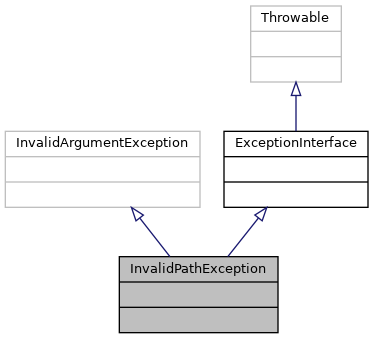 Throwable
InvalidArgumentException
ExceptionInterface
InvalidPathException